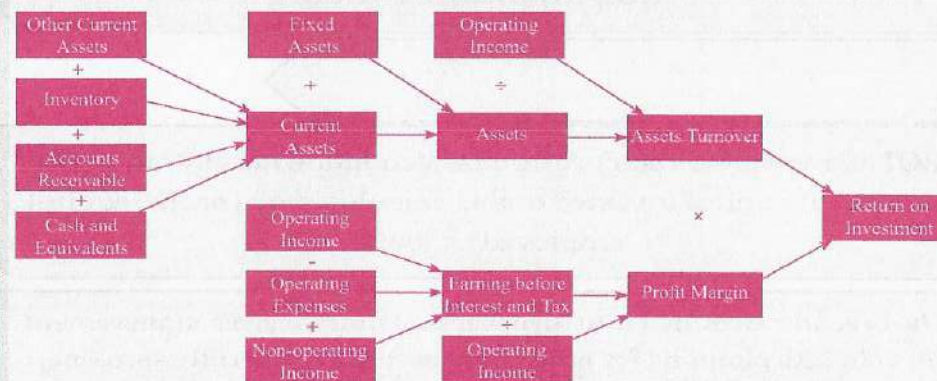 Other Current
Assets
+
Inventory
+
Accounts
Receivable
+
Cash and
Equivalents
Fixed
Assets
+
Current
Assets
Operating
Income
÷
Assets
Assets Turnover
×
Return on
Investment
Operating
Income
-
Operating
Expenses
+
Non-operating
Income
Earning before
Interest and Tax
Operating
Income
Profit Margin